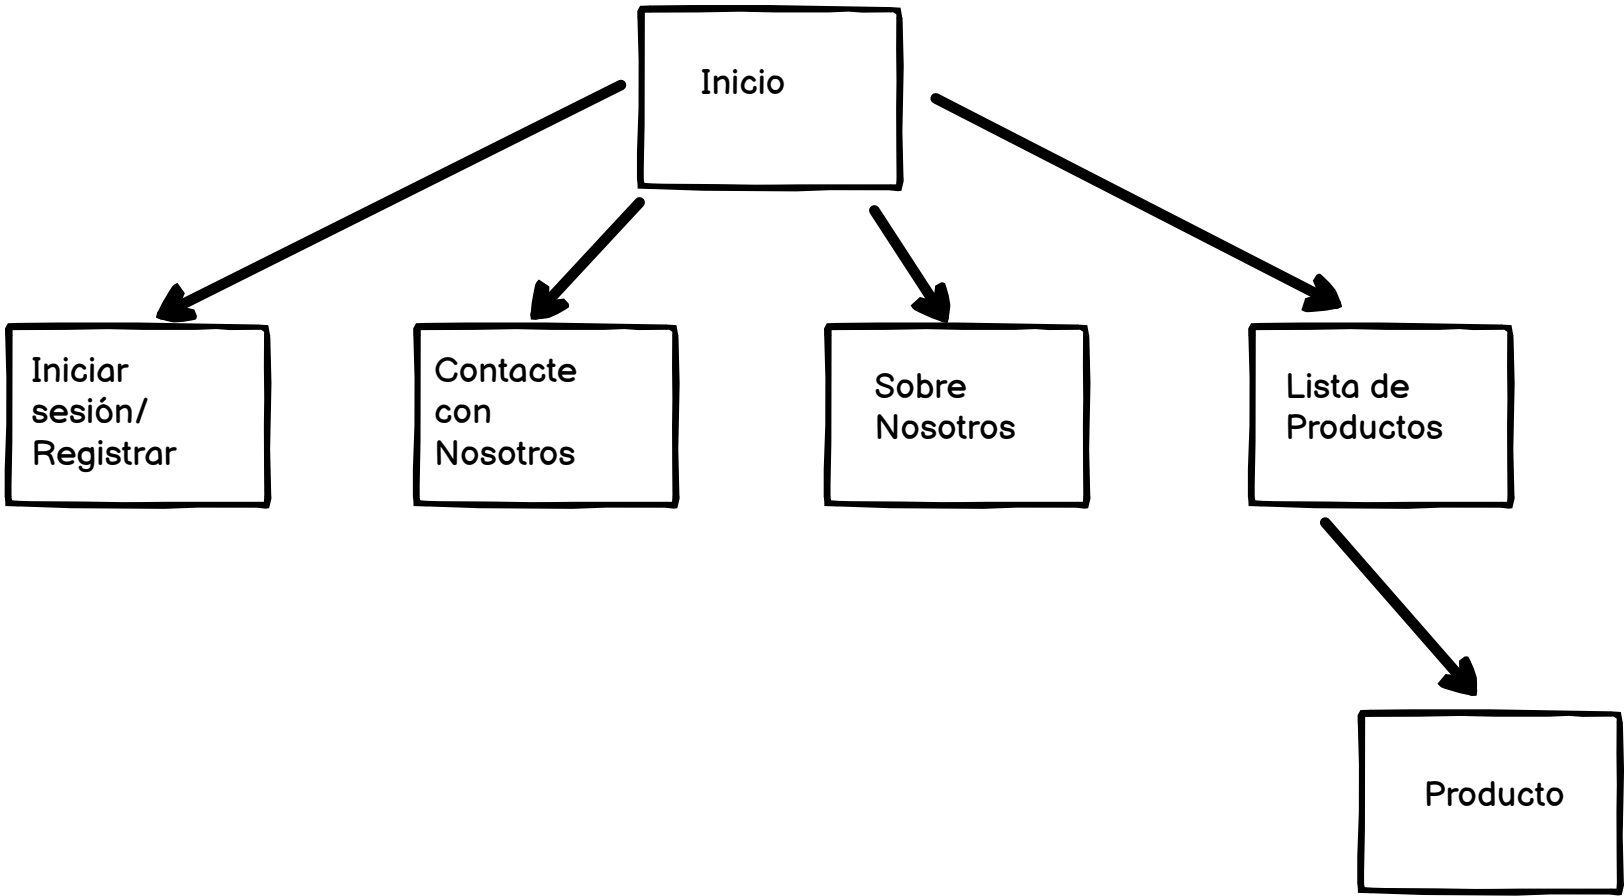 Inicio
Iniciar
sesión/
Registrar
Contacte
con
Nosotros
Sobre
Nosotros
Lista de
Productos
Producto